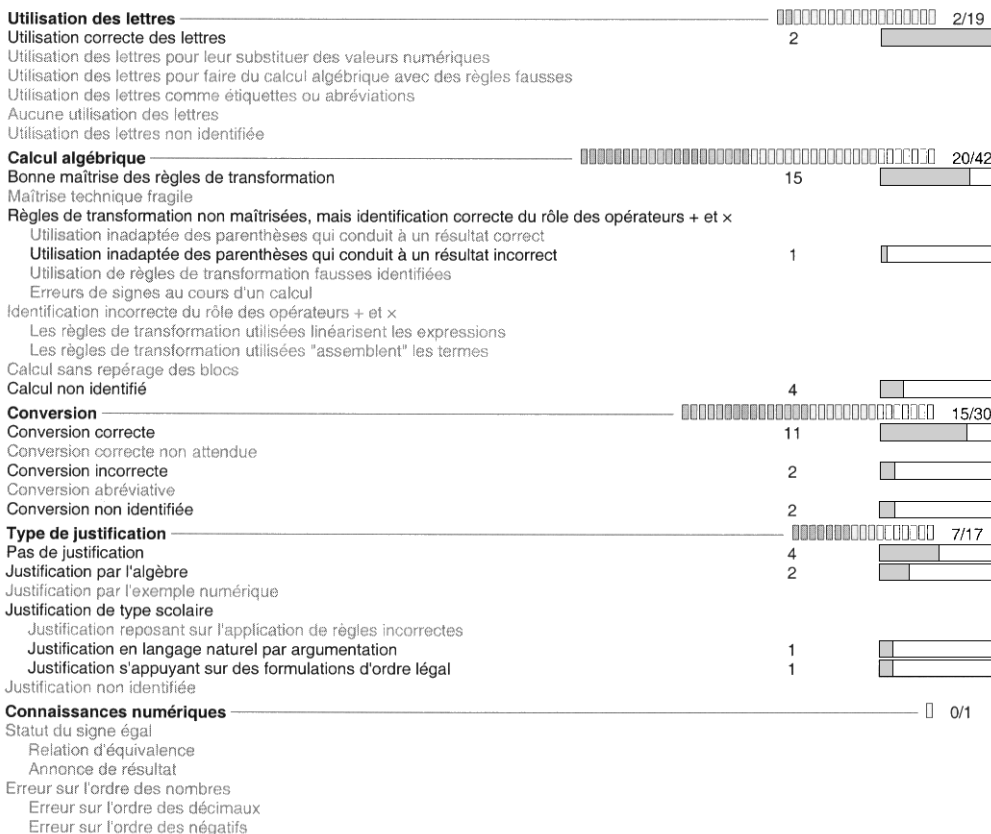 Utilisation des lettres 2/19
Utilisation correcte des lettres 2
Utilisation des lettres pour leur substituer des valeurs numériques
Utilisation des lettres pour faire du calcul algébrique avec des règles fausses
Utilisation des lettres comme étiquettes ou abréviations
Aucune utilisation des lettres
Utilisation des lettres non identifiée
Calcul algébrique 20/42
Bonne maîtrise des règles de transformation 15
Maîtrise technique fragile
Règles de transformation non maîtrisées, mais identification correcte du rôle des opérateurs + et ×
Utilisation inadaptée des parenthèses qui conduit à un résultat correct
Utilisation inadaptée des parenthèses qui conduit à un résultat incorrect 1
Utilisation de règles de transformation fausses identifiées
Erreurs de signes au cours d'un calcul
Identification incorrecte du rôle des opérateurs + et ×
Les règles de transformation utilisées linéarisent les expressions
Les règles de transformation utilisées "assemblent" les termes
Calcul sans repérage des blocs
Calcul non identifié 4
Conversion 15/30
Conversion correcte 11
Conversion correcte non attendue
Conversion incorrecte 2
Conversion abréviative
Conversion non identifiée 2
Type de justification 7/17
Pas de justification 4
Justification par l'algèbre 2
Justification par l'exemple numérique
Justification de type scolaire
Justification reposant sur l'application de règles incorrectes
Justification en langage naturel par argumentation 1
Justification s'appuyant sur des formulations d'ordre légal 1
Justification non identifiée
Connaissances numériques 0/1
Statut du signe égal
Relation d'équivalence
Annonce de résultat
Erreur sur l'ordre des nombres
Erreur sur l'ordre des décimaux
Erreur sur l'ordre des négatifs